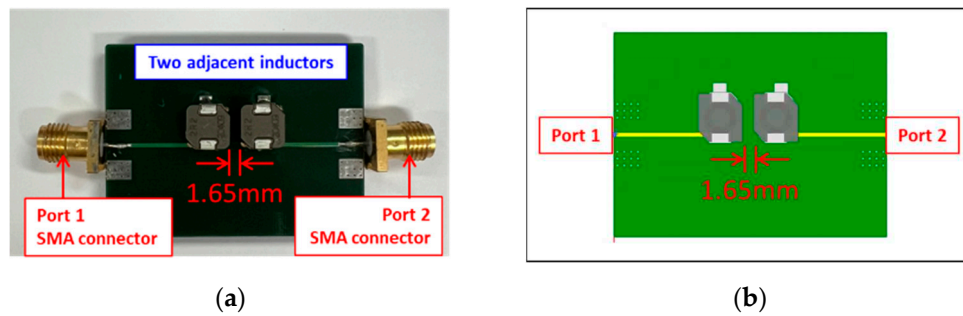 Two adjacent inductors
1.65mm
Port 1
SMA connector
Port 2
SMA connector
(a)
Port 1
Port 2
1.65mm
(b)